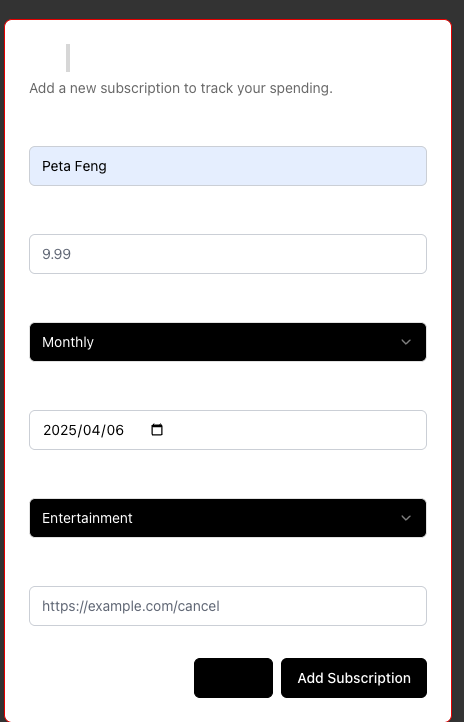 Add a new subscription to track your spending.
Peta Feng
9.99
Monthly
2025/04/06
Entertainment
https://example.com/cancel
Add Subscription